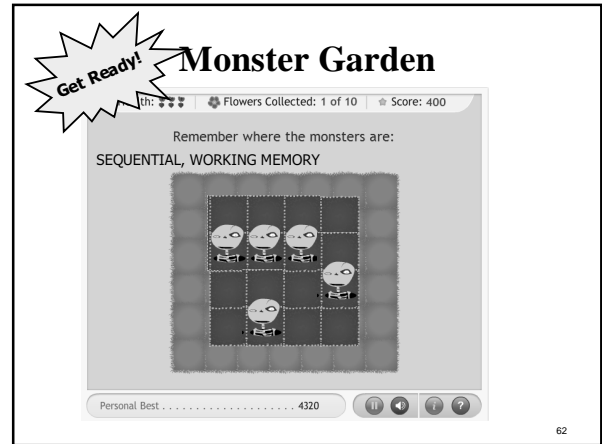 Get Ready!
Monster Garden
th:
Flowers Collected: 1 of 10
Score: 400
Remember where the monsters are:
SEQUENTIAL, WORKING MEMORY
Personal Best . . . . . . . . . . . . . . . . . . . . . 4320
i
?
62